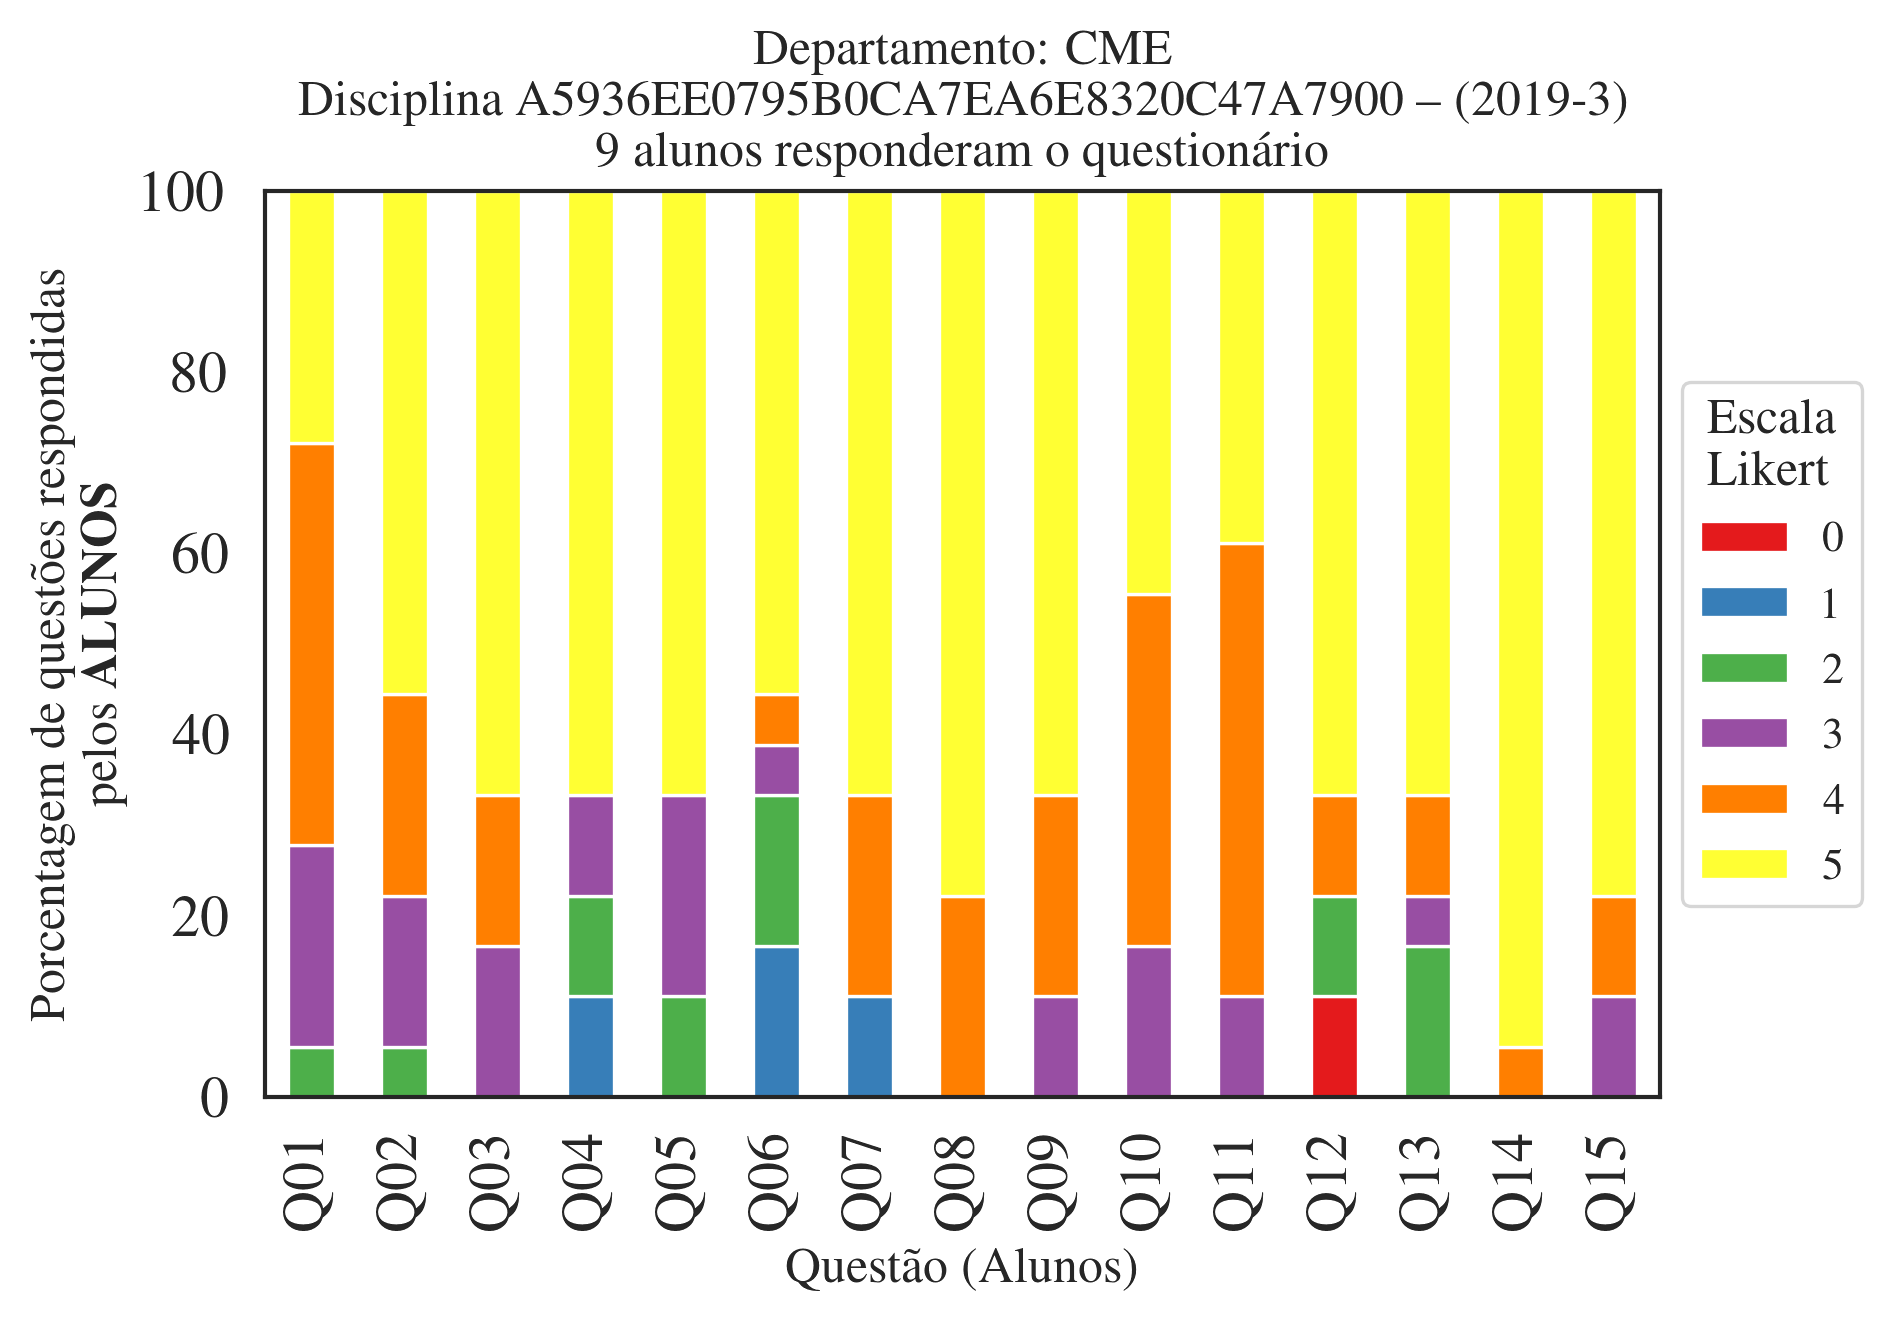 Departamento: CME
Disciplina A5936EE0795B0CA7EA6E8320C47A7900 – (2019-3)
9 alunos responderam o questionário
Porcentagem de questões respondidas
pelos ALUNOS
100
80
60
40
20
0
Q01
Q02
Q03
Q04
Q05
Q06
Q07
Q08
Q09
Q10
Q11
Q12
Q13
Q14
Q15
Questão (Alunos)
Escala
Likert
0
1
2
3
4
5